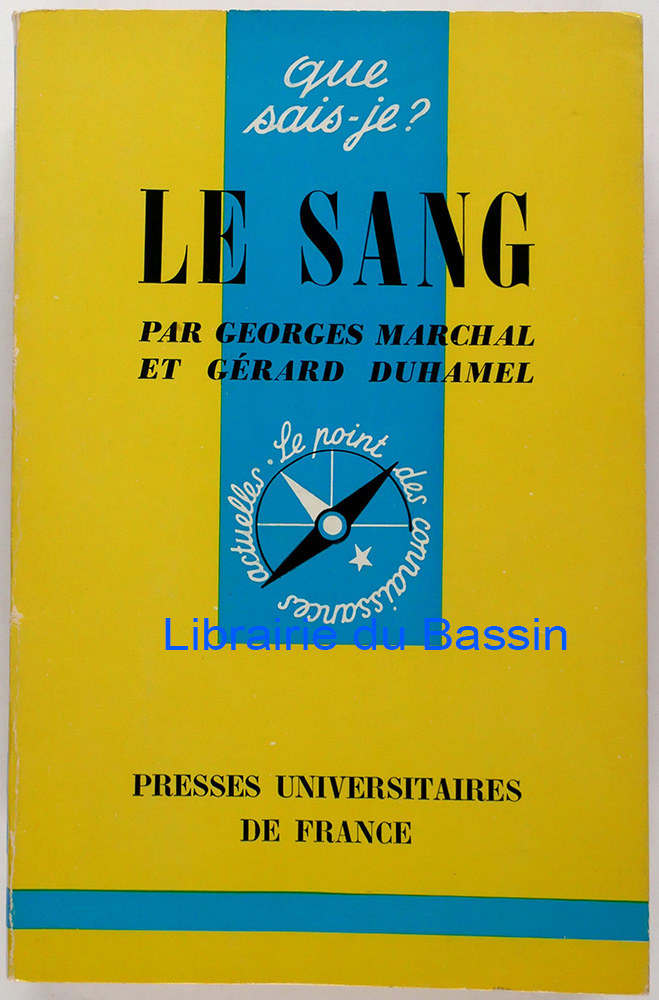 que
sais-je?
LE SANG
PAR GEORGES MARCHAL
ET GÉRARD DUHAMEL
Le point des connaissances actuelles.
Librairie du Bassin
PRESSES UNIVERSITAIRES
DE FRANCE